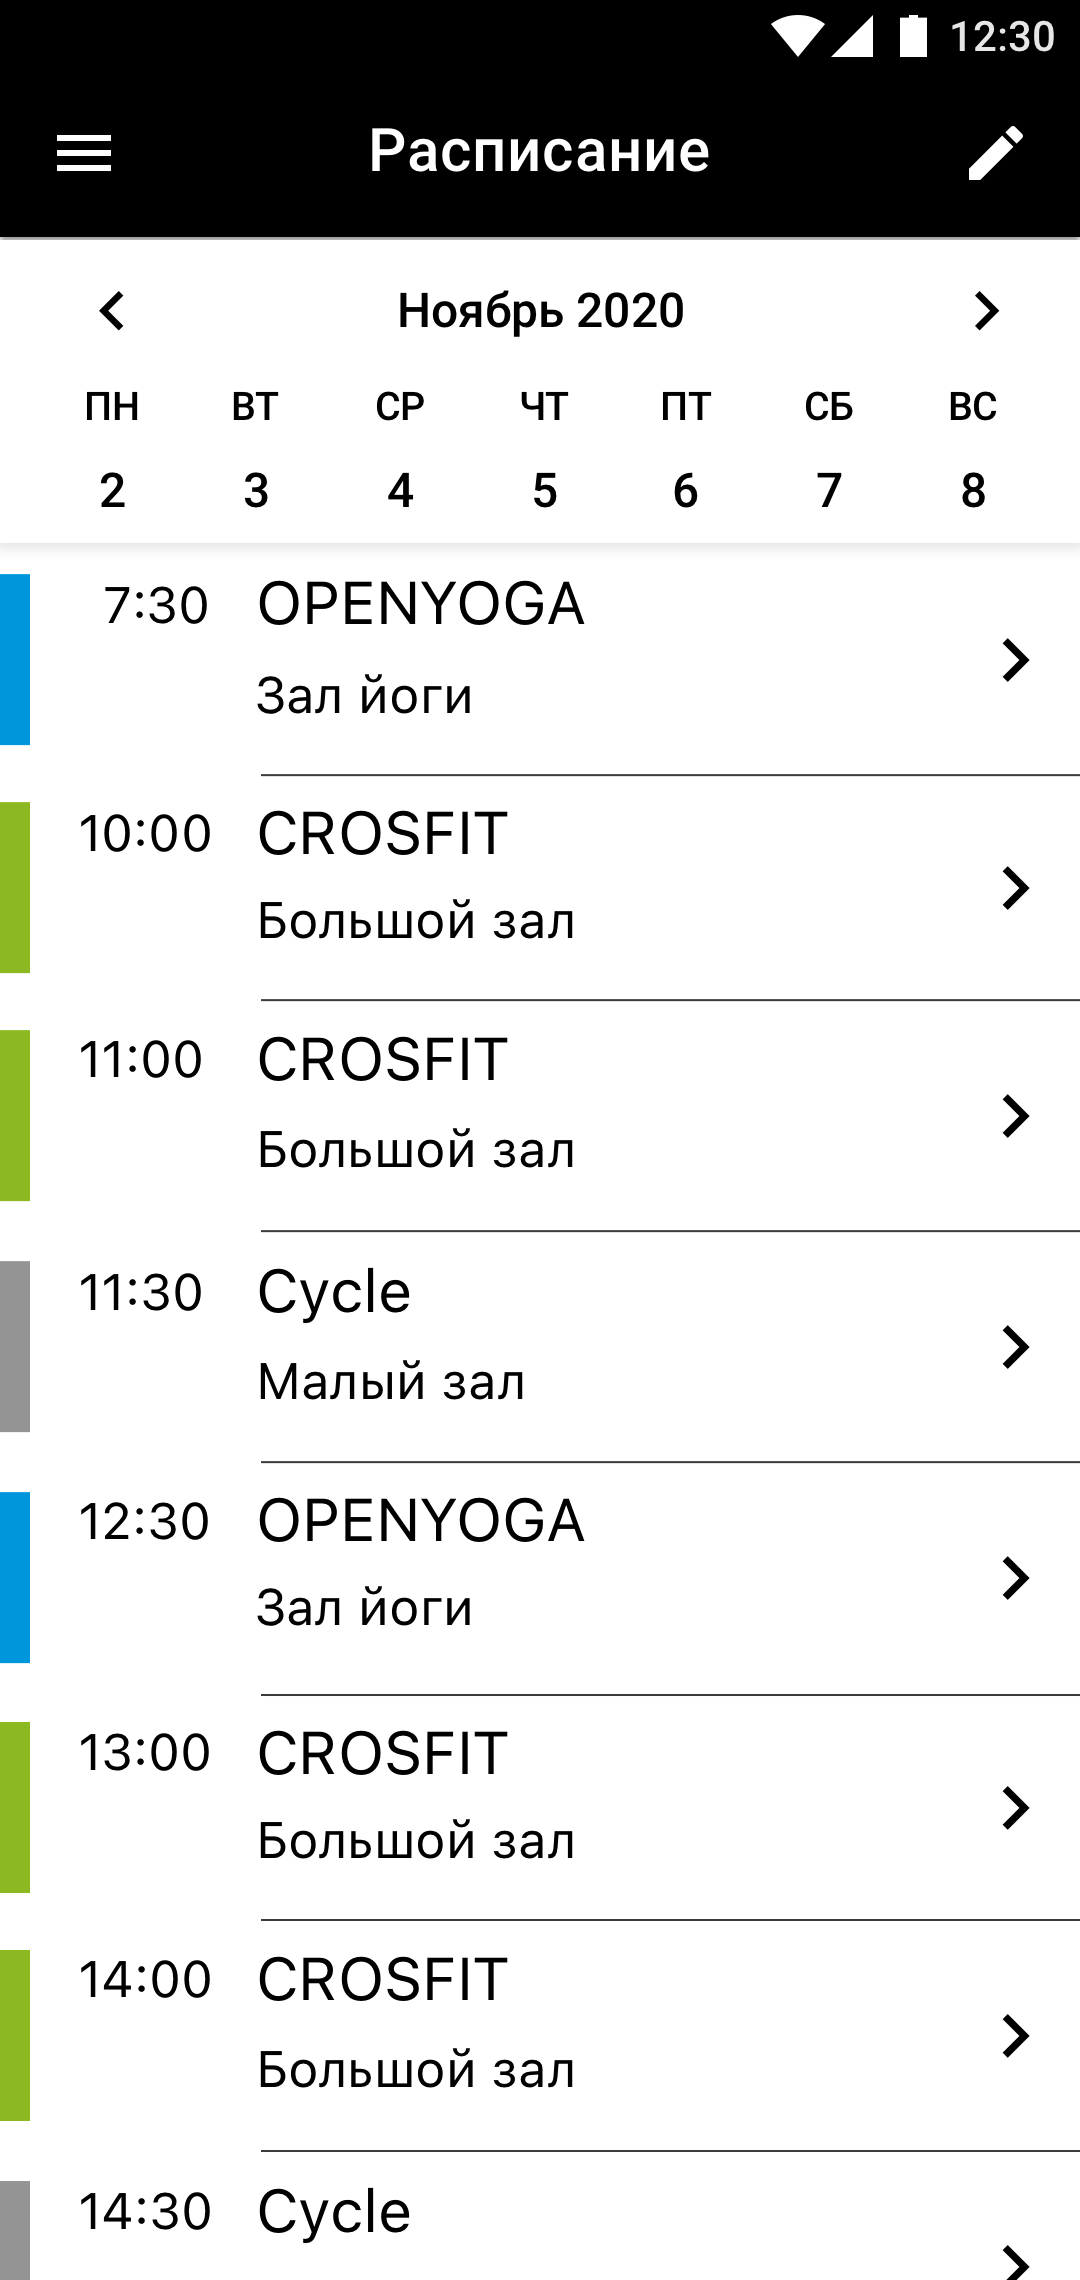 12:30
Расписание
Ноябрь 2020
ПН ВТ СР ЧТ ПТ СБ ВС
2 3 4 5 6 7 8
7:30 OPENYOGA
Зал йоги
10:00 CROSFIT
Большой зал
11:00 CROSFIT
Большой зал
11:30 Cycle
Малый зал
12:30 OPENYOGA
Зал йоги
13:00 CROSFIT
Большой зал
14:00 CROSFIT
Большой зал
14:30 Cycle